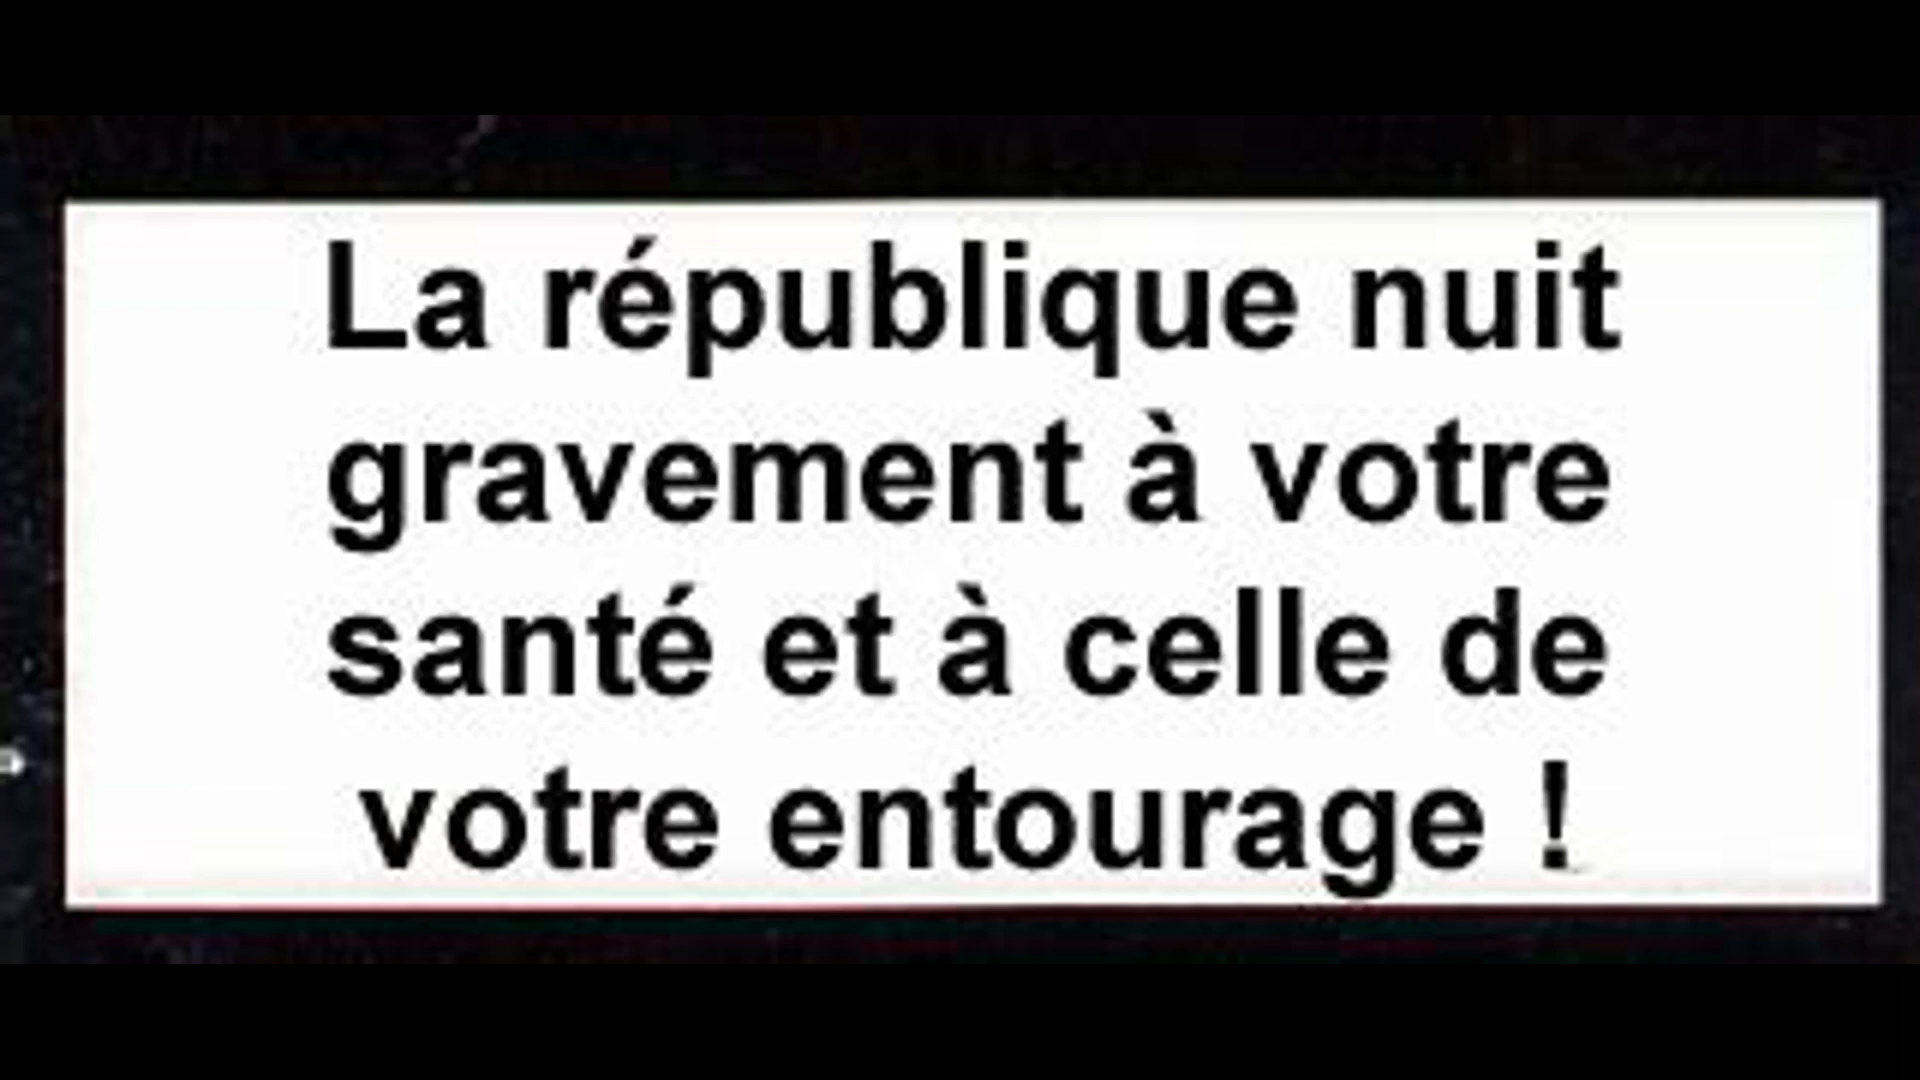 La république nuit
gravement à votre
santé et à celle de
votre entourage !